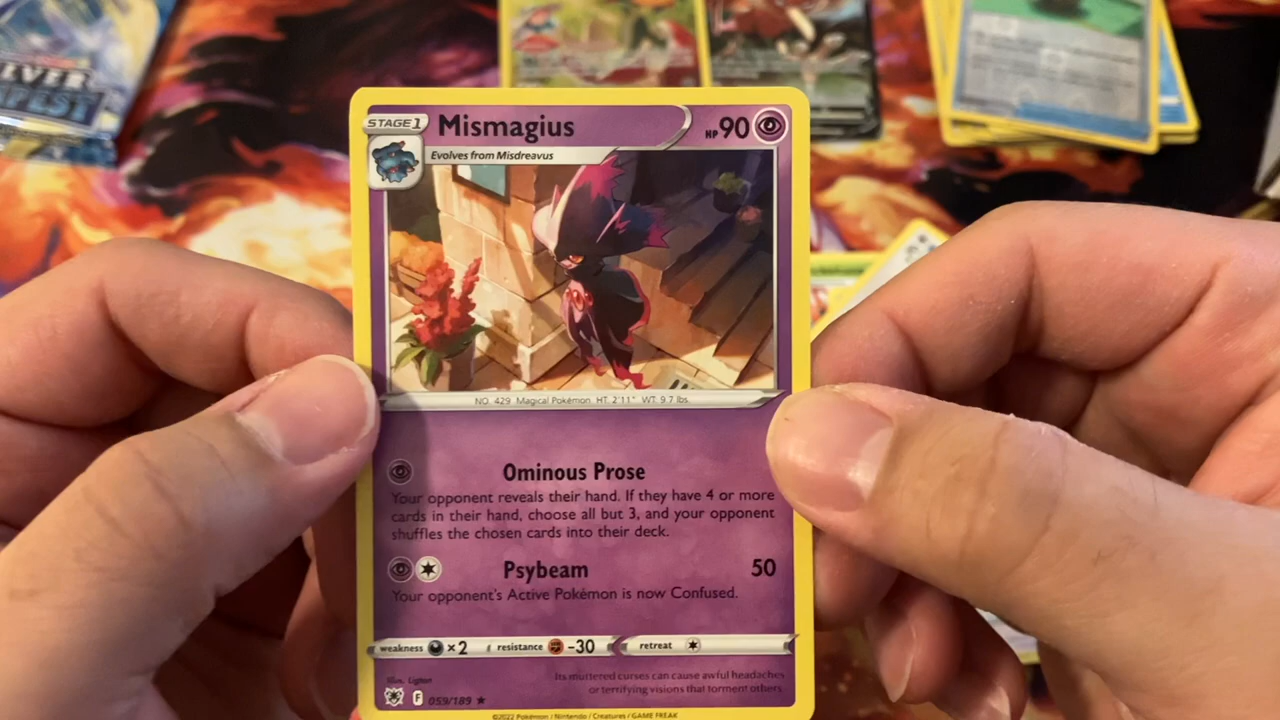 LVER
MPEST
STAGE 1
Mismagius
HP 90
Evolves from Misdreavus
NO. 429 Magical Pokémon HT: 2'11" WT: 9.7 lbs.
Ominous Prose
Your opponent reveals their hand. If they have 4 or more
cards in their hand, choose all but 3, and your opponent
shuffles the chosen cards into their deck.
Psybeam 50
Your opponent's Active Pokémon is now Confused.
weakness ×2 resistance -30 retreat
Its muttered curses can cause awful headaches
or terrifying visions that torment others.
Illus. Ligton
F 059/189 ★
©2022 Pokémon / Nintendo / Creatures / GAME FREAK